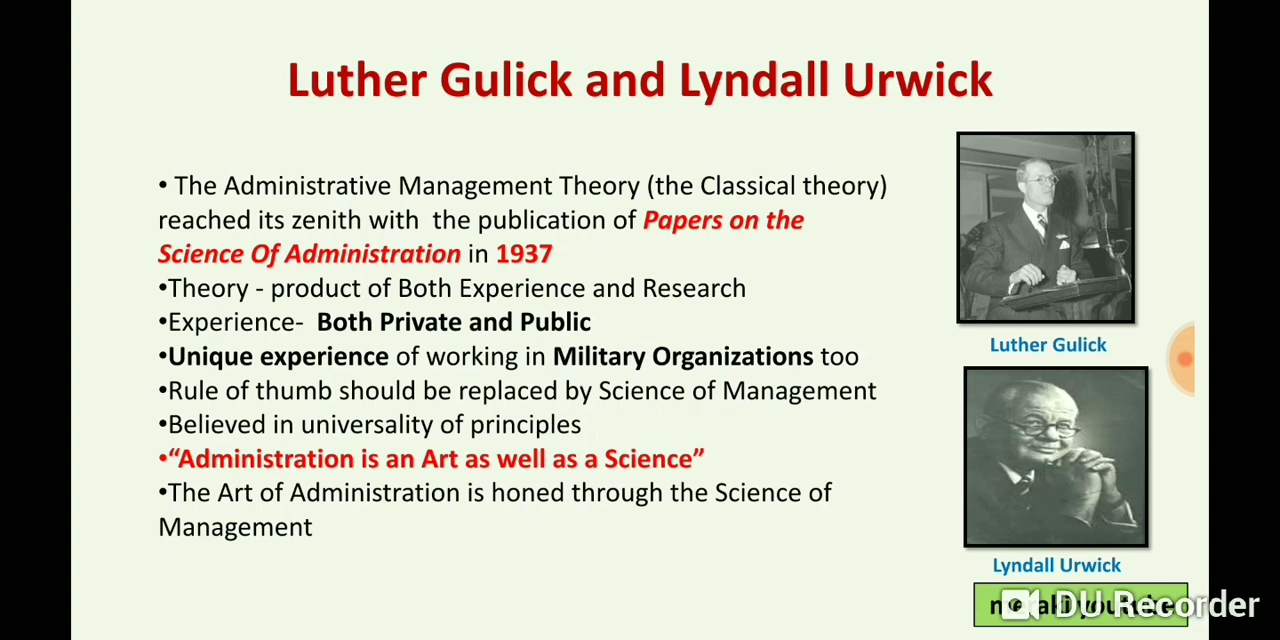 Luther Gulick and Lyndall Urwick
• The Administrative Management Theory (the Classical theory)
reached its zenith with the publication of Papers on the
Science Of Administration in 1937
•Theory - product of Both Experience and Research
•Experience- Both Private and Public
•Unique experience of working in Military Organizations too
•Rule of thumb should be replaced by Science of Management
•Believed in universality of principles
•“Administration is an Art as well as a Science”
•The Art of Administration is honed through the Science of
Management
Luther Gulick
Lyndall Urwick
DU Recorder